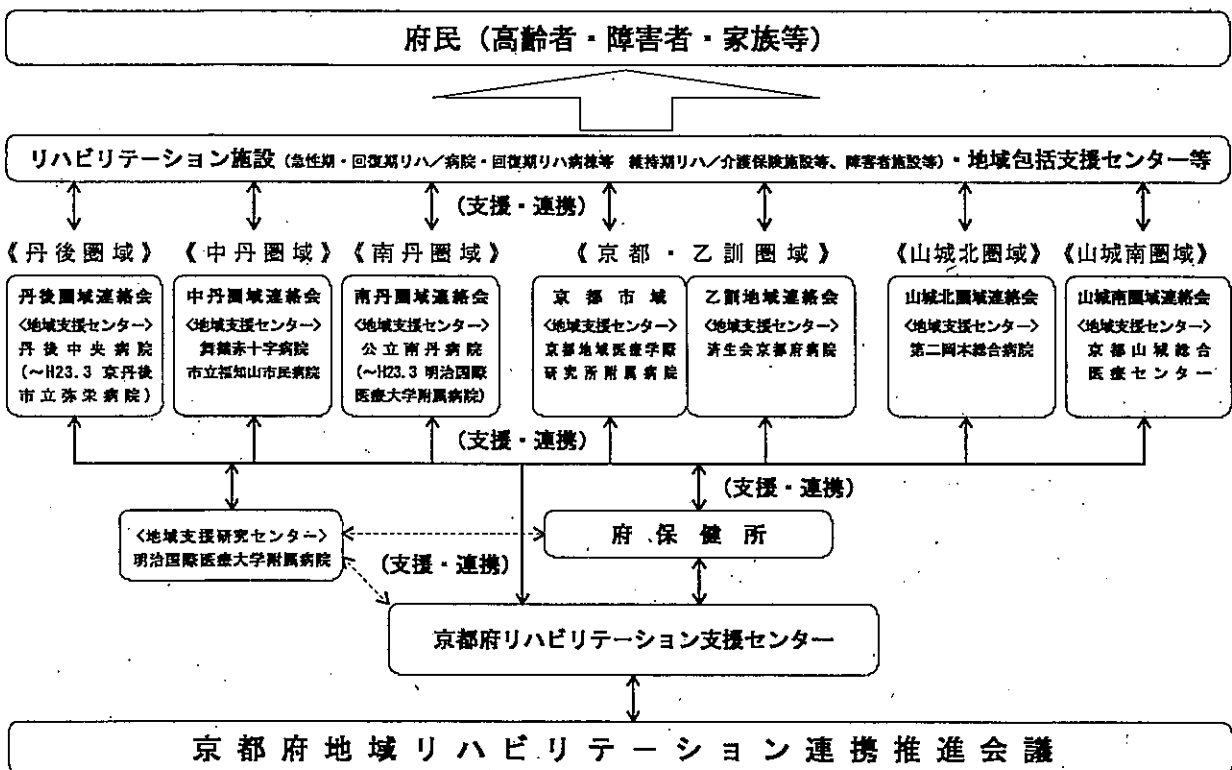 府民（高齢者・障害者・家族等）
リハビリテーション施設（急性期・回復期リハ／病院・回復期リハ病棟等　維持期リハ／介護保険施設等、障害者施設等）・地域包括支援センター等
（支援・連携）
《丹後圏域》
《中丹圏域》
《南丹圏域》
《京都・乙訓圏域》
《山城北圏域》
《山城南圏域》
丹後圏域連絡会
<地域支援センター>
丹後中央病院
（～H23.3 京丹後
市立弥栄病院）
中丹圏域連絡会
<地域支援センター>
舞鶴赤十字病院
市立福知山市民病院
南丹圏域連絡会
<地域支援センター>
公立南丹病院
（～H23.3 明治国際
医療大学附属病院）
京都市域
<地域支援センター>
京都地域医療学際
研究所附属病院
乙訓地域連絡会
<地域支援センター>
済生会京都府病院
山城北圏域連絡会
<地域支援センター>
第二岡本総合病院
山城南圏域連絡会
<地域支援センター>
京都山城総合
医療センター
（支援・連携）
（支援・連携）
<地域支援研究センター>
明治国際医療大学附属病院
府保健所
（支援・連携）
京都府リハビリテーション支援センター
京都府地域リハビリテーション連携推進会議